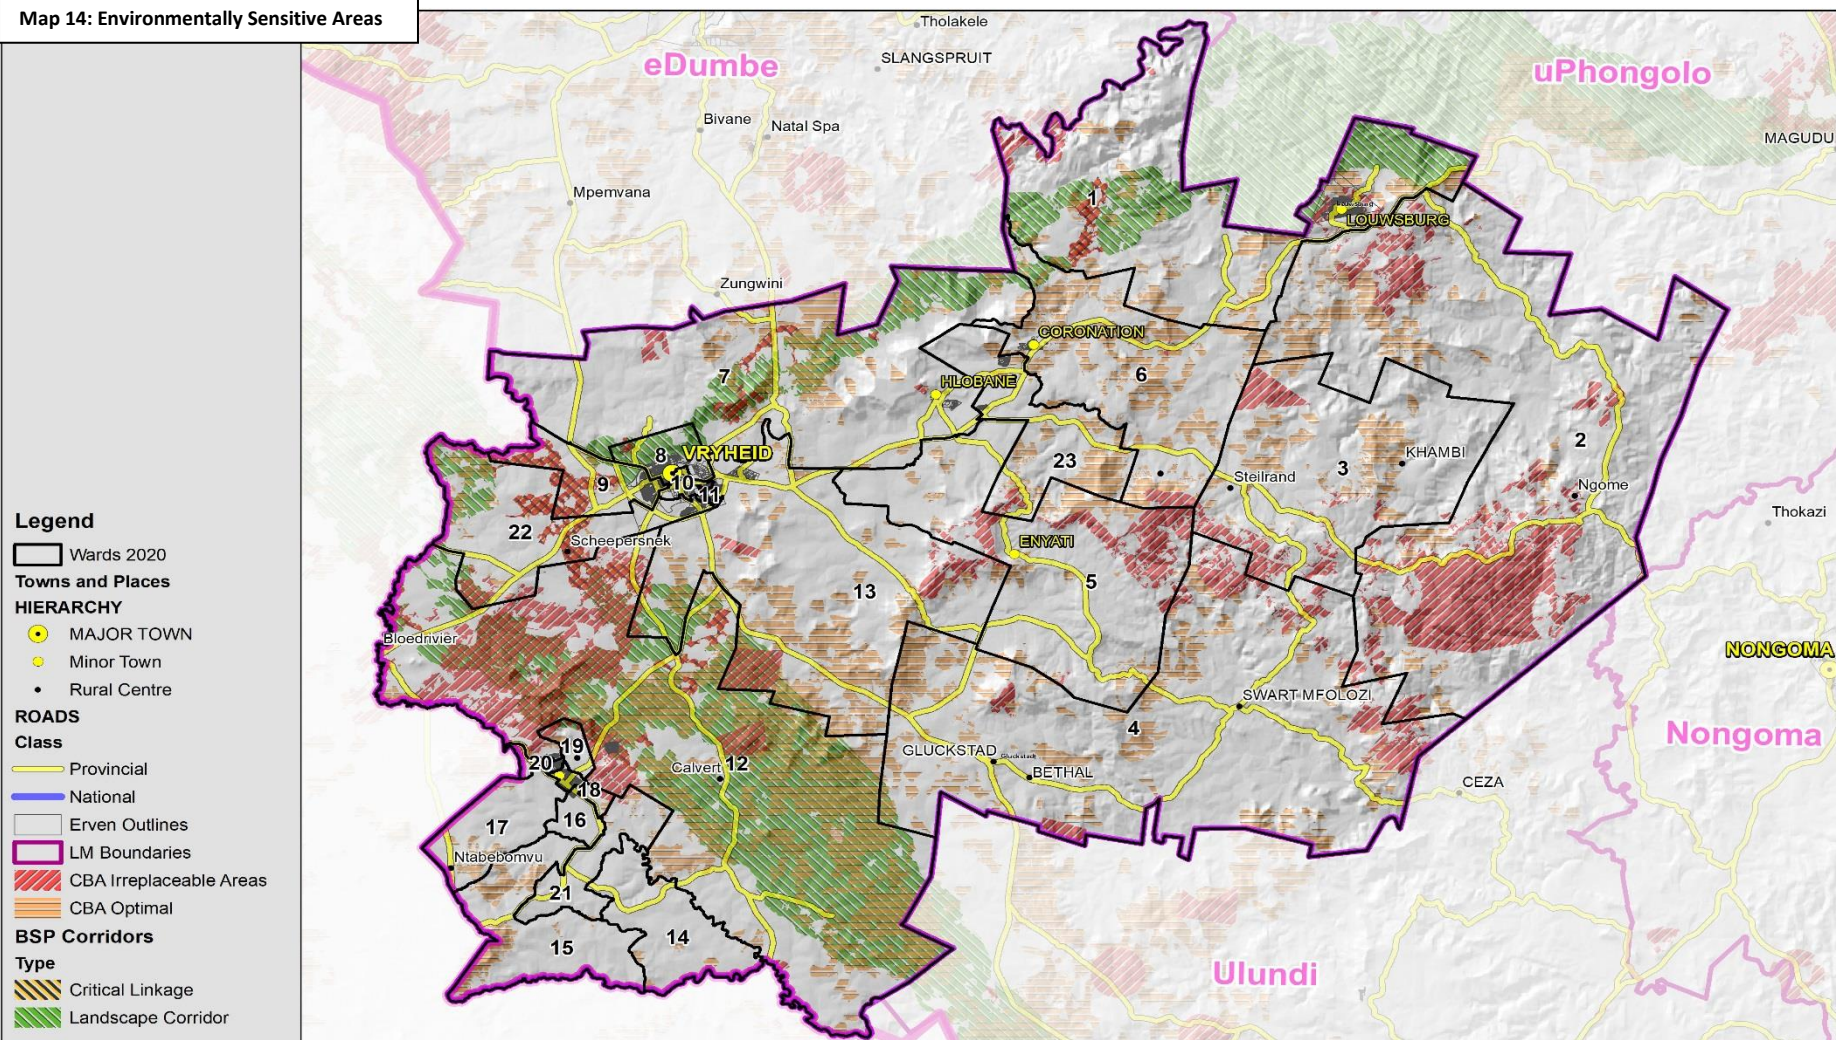 Map 14: Environmentally Sensitive Areas
Tholakele
SLANGSPRUIT
eDumbe
uPhongolo
Bivane
Natal Spa
MAGUDU
Mpemvana
1
LOUWSBURG
Zungwini
CORONATION
7
6
HLOBANE
2
VRYHEID
8
23
3
KHAMBI
9
10
11
Steilrand
Ngome
22
Scheepersnek
ENYATI
Thokazi
13
5
Bloedrivier
NONGOMA
SWART MFOLOZI
4
Nongoma
19
GLUCKSTAD
Gluckstadt
20
Calvert
12
BETHAL
CEZA
18
17
16
Ntabebomvu
21
15
14
Ulundi
Legend
Wards 2020
Towns and Places
HIERARCHY
MAJOR TOWN
Minor Town
Rural Centre
ROADS
Class
Provincial
National
Erven Outlines
LM Boundaries
CBA Irreplaceable Areas
CBA Optimal
BSP Corridors
Type
Critical Linkage
Landscape Corridor